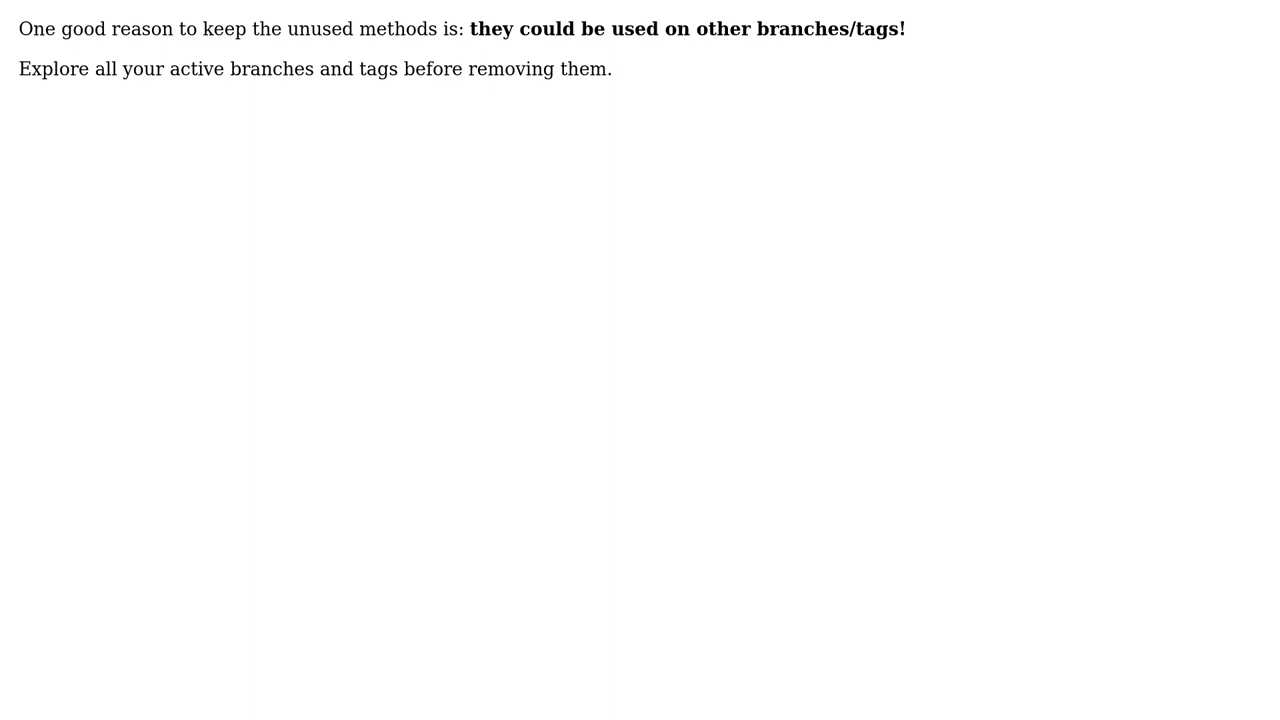 One good reason to keep the unused methods is: they could be used on other branches/tags!
Explore all your active branches and tags before removing them.